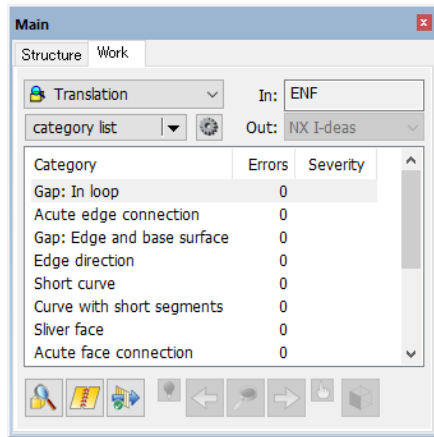 Main
Structure Work
Translation In: ENF
category list Out: NX I-deas
Category Errors Severity
Gap: In loop 0
Acute edge connection 0
Gap: Edge and base surface 0
Edge direction 0
Short curve 0
Curve with short segments 0
Sliver face 0
Acute face connection 0